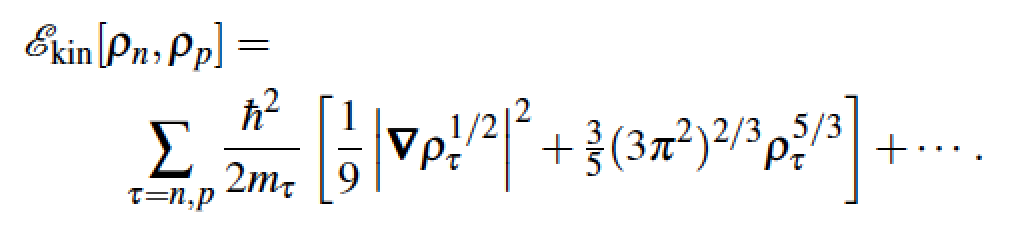 ℰ_kin[ρ_n, ρ_p] =
∑_{τ=n,p} ħ²/2m_τ [1/9 |∇ρ_τ^{1/2}|² + 3/5(3π²)^{2/3}ρ_τ^{5/3}] + ⋯ .